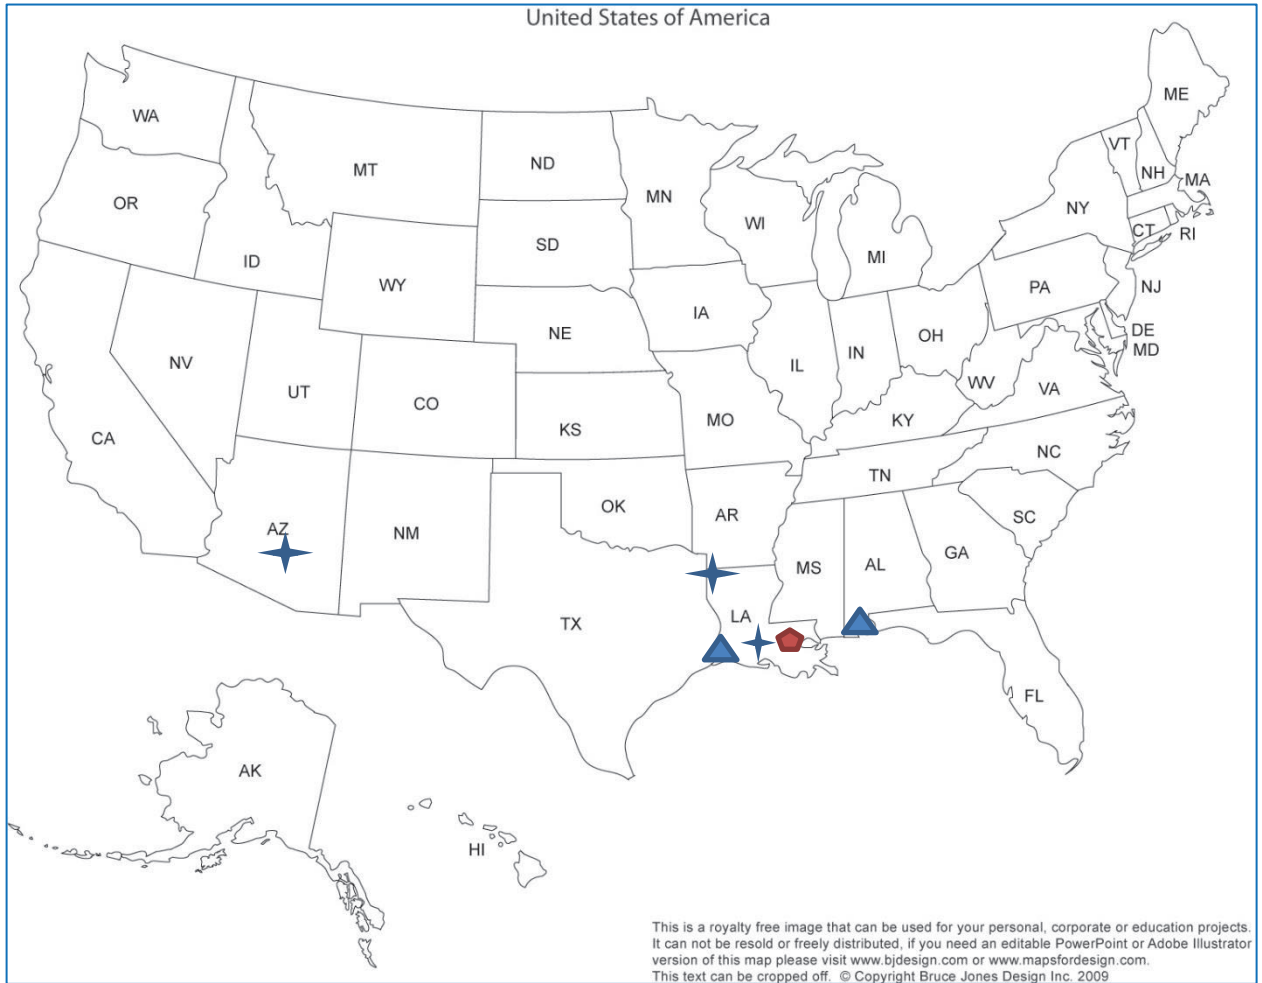 United States of America
WA
MT
ND
MN
ME
VT
NH
MA
OR
ID
SD
WI
MI
NY
CT
RI
WY
IA
PA
NJ
NE
NV
UT
CO
IL
IN
OH
DE
MD
WV
VA
CA
KS
MO
KY
NC
TN
AZ
NM
OK
AR
SC
MS
AL
GA
TX
LA
FL
AK
HI
This is a royalty free image that can be used for your personal, corporate or education projects.
It can not be resold or freely distributed, if you need an editable PowerPoint or Adobe Illustrator
version of this map please visit www.bjdesign.com or www.mapsfordesign.com.
This text can be cropped off. © Copyright Bruce Jones Design Inc. 2009